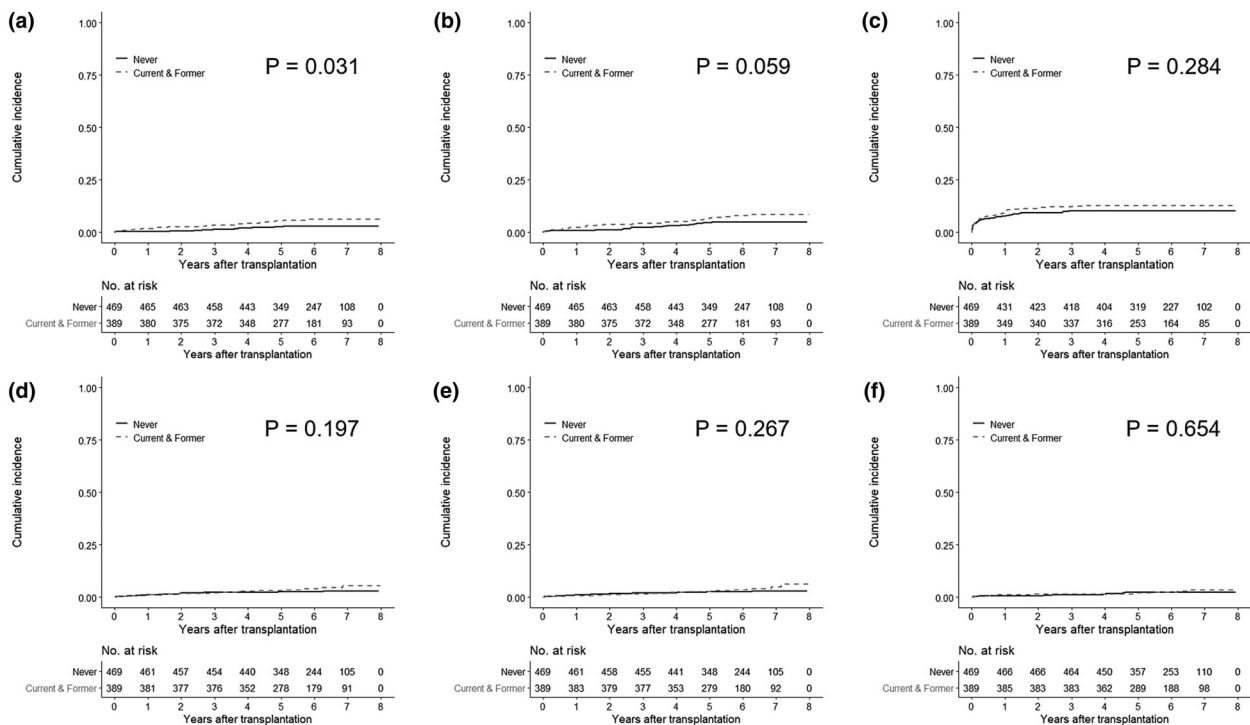 (a)
1.00
0.75
0.50
0.25
0.00
Cumulative incidence
Never
Current & Former
P = 0.031
0 1 2 3 4 5 6 7 8
Years after transplantation
No. at risk
Never 469 465 463 458 443 349 247 108 0
Current & Former 389 380 375 372 348 277 181 93 0
0 1 2 3 4 5 6 7 8
Years after transplantation
(b)
1.00
0.75
0.50
0.25
0.00
Cumulative incidence
Never
Current & Former
P = 0.059
0 1 2 3 4 5 6 7 8
Years after transplantation
No. at risk
Never 469 465 463 458 443 349 247 108 0
Current & Former 389 380 375 372 348 277 181 93 0
0 1 2 3 4 5 6 7 8
Years after transplantation
(c)
1.00
0.75
0.50
0.25
0.00
Cumulative incidence
Never
Current & Former
P = 0.284
0 1 2 3 4 5 6 7 8
Years after transplantation
No. at risk
Never 469 431 423 418 404 319 227 102 0
Current & Former 389 349 340 337 316 253 164 85 0
0 1 2 3 4 5 6 7 8
Years after transplantation
(d)
1.00
0.75
0.50
0.25
0.00
Cumulative incidence
Never
Current & Former
P = 0.197
0 1 2 3 4 5 6 7 8
Years after transplantation
No. at risk
Never 469 461 457 454 440 348 244 105 0
Current & Former 389 381 377 376 352 278 179 91 0
0 1 2 3 4 5 6 7 8
Years after transplantation
(e)
1.00
0.75
0.50
0.25
0.00
Cumulative incidence
Never
Current & Former
P = 0.267
0 1 2 3 4 5 6 7 8
Years after transplantation
No. at risk
Never 469 461 458 455 441 348 244 105 0
Current & Former 389 383 379 377 353 279 180 92 0
0 1 2 3 4 5 6 7 8
Years after transplantation
(f)
1.00
0.75
0.50
0.25
0.00
Cumulative incidence
Never
Current & Former
P = 0.654
0 1 2 3 4 5 6 7 8
Years after transplantation
No. at risk
Never 469 466 466 464 450 357 253 110 0
Current & Former 389 385 383 383 362 289 188 98 0
0 1 2 3 4 5 6 7 8
Years after transplantation